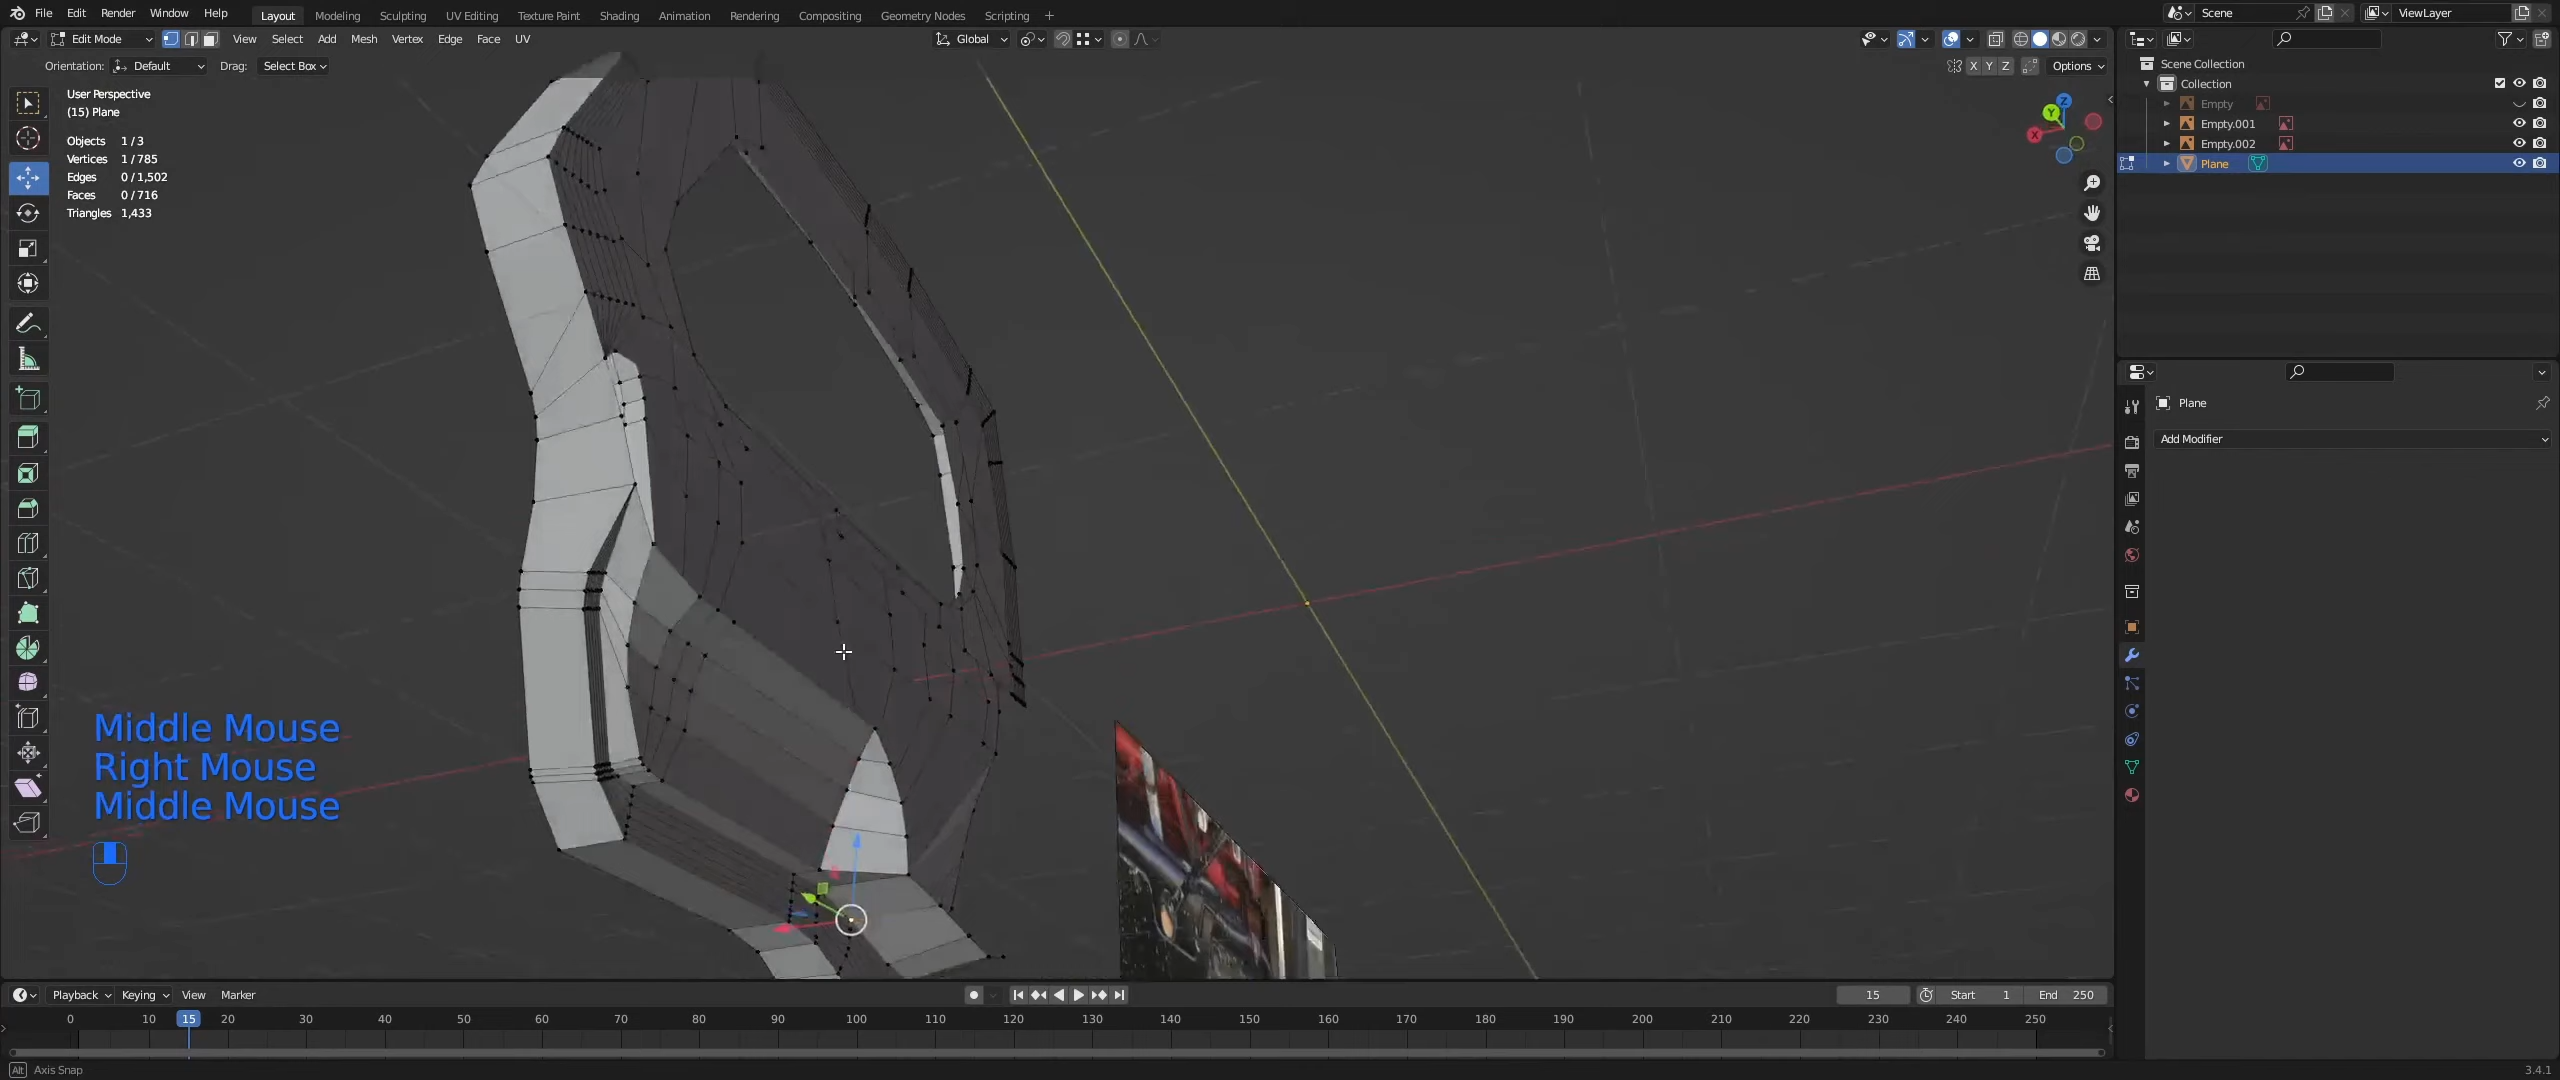 File Edit Render Window Help Layout Modeling Sculpting UV Editing Texture Paint Shading Animation Rendering Compositing Geometry Nodes Scripting + Scene ViewLayer
Edit Mode View Select Add Mesh Vertex Edge Face UV Global
Orientation: Default Drag: Select Box X Y Z Options
User Perspective
(15) Plane
Objects 1 / 3
Vertices 1 / 785
Edges 0 / 1,502
Faces 0 / 716
Triangles 1,433
Z
Y
X
Scene Collection
Collection
Empty
Empty.001
Empty.002
Plane
Plane
Add Modifier
Middle Mouse
Right Mouse
Middle Mouse
Playback Keying View Marker 15 Start 1 End 250
0 10 15 20 30 40 50 60 70 80 90 100 110 120 130 140 150 160 170 180 190 200 210 220 230 240 250
Alt Axis Snap 3.4.1